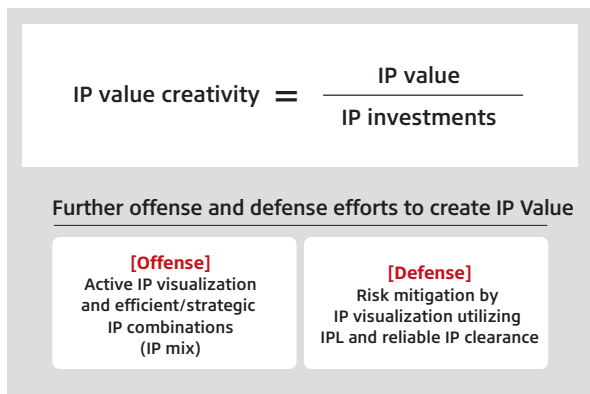 IP value creativity = IP value
IP investments
Further offense and defense efforts to create IP Value
[Offense]
Active IP visualization
and efficient/strategic
IP combinations
(IP mix)
[Defense]
Risk mitigation by
IP visualization utilizing
IPL and reliable IP clearance